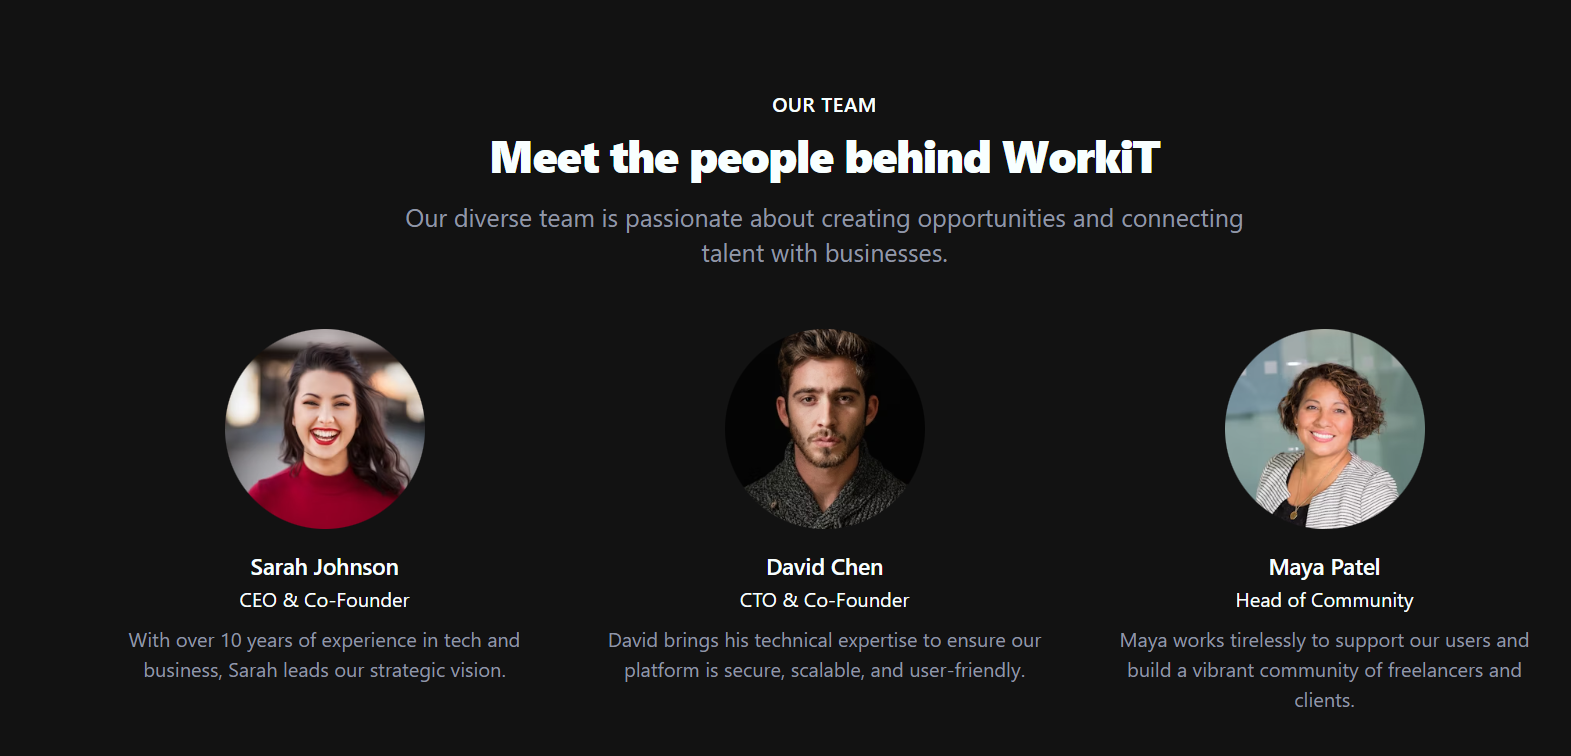 OUR TEAM
Meet the people behind WorkiT
Our diverse team is passionate about creating opportunities and connecting
talent with businesses.
Sarah Johnson
CEO & Co-Founder
With over 10 years of experience in tech and
business, Sarah leads our strategic vision.
David Chen
CTO & Co-Founder
David brings his technical expertise to ensure our
platform is secure, scalable, and user-friendly.
Maya Patel
Head of Community
Maya works tirelessly to support our users and
build a vibrant community of freelancers and
clients.